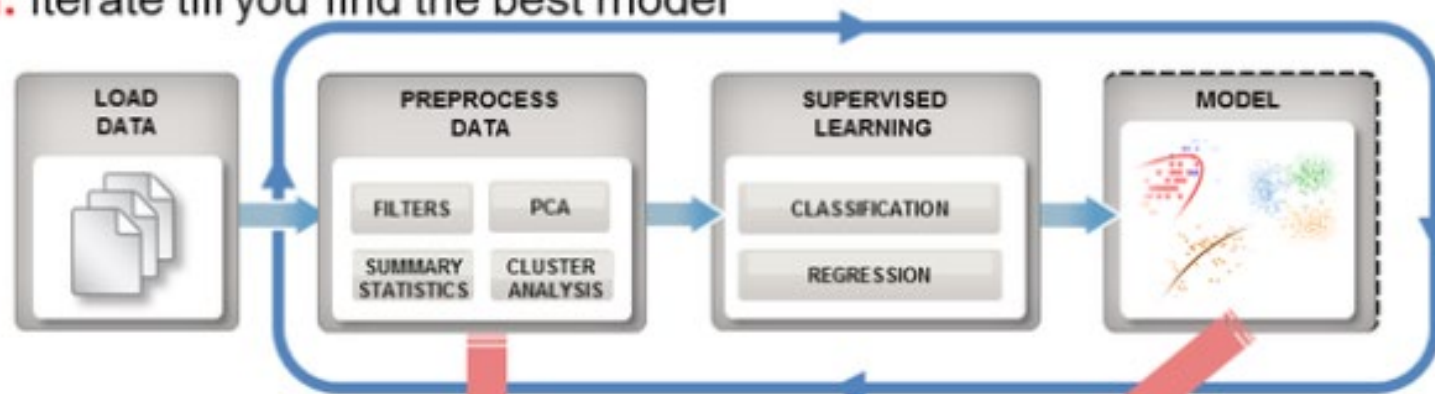 : Iterate till you find the best model
LOAD
DATA
PREPROCESS
DATA
FILTERS
PCA
SUMMARY
STATISTICS
CLUSTER
ANALYSIS
SUPERVISED
LEARNING
CLASSIFICATION
REGRESSION
MODEL